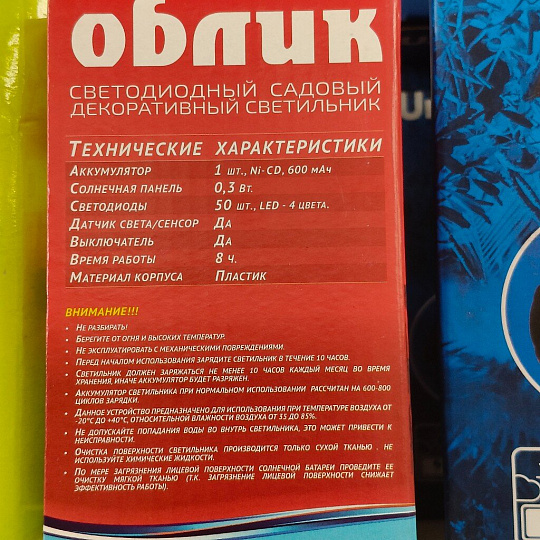 облик
СВЕТОДИОДНЫЙ САДОВЫЙ
ДЕКОРАТИВНЫЙ СВЕТИЛЬНИК
ТЕХНИЧЕСКИЕ ХАРАКТЕРИСТИКИ
АККУМУЛЯТОР 1 ШТ., NI-CD, 600 МАЧ
СОЛНЕЧНАЯ ПАНЕЛЬ 0,3 ВТ.
СВЕТОДИОДЫ 50 ШТ., LED - 4 ЦВЕТА.
ДАТЧИК СВЕТА/СЕНСОР ДА
ВЫКЛЮЧАТЕЛЬ ДА
ВРЕМЯ РАБОТЫ 8 Ч.
МАТЕРИАЛ КОРПУСА ПЛАСТИК
ВНИМАНИЕ!!!
• НЕ РАЗБИРАТЬ!
• БЕРЕГИТЕ ОТ ОГНЯ И ВЫСОКИХ ТЕМПЕРАТУР.
• НЕ ЭКСПЛУАТИРОВАТЬ С МЕХАНИЧЕСКИМИ ПОВРЕЖДЕНИЯМИ.
• ПЕРЕД НАЧАЛОМ ИСПОЛЬЗОВАНИЯ ЗАРЯДИТЕ СВЕТИЛЬНИК В ТЕЧЕНИЕ 10 ЧАСОВ.
• СВЕТИЛЬНИК ДОЛЖЕН ЗАРЯЖАТЬСЯ НЕ МЕНЕЕ 10 ЧАСОВ КАЖДЫЙ МЕСЯЦ ВО ВРЕМЯ
ХРАНЕНИЯ, ИНАЧЕ АККУМУЛЯТОР БУДЕТ РАЗРЯЖЕН.
• АККУМУЛЯТОР СВЕТИЛЬНИКА ПРИ НОРМАЛЬНОМ ИСПОЛЬЗОВАНИИ РАССЧИТАН НА 600-800
ЦИКЛОВ ЗАРЯДКИ.
• ДАННОЕ УСТРОЙСТВО ПРЕДНАЗНАЧЕНО ДЛЯ ИСПОЛЬЗОВАНИЯ ПРИ ТЕМПЕРАТУРЕ ВОЗДУХА ОТ
-20°С ДО +40°С, ОТНОСИТЕЛЬНОЙ ВЛАЖНОСТИ ВОЗДУХА ОТ 35 ДО 85%.
• НЕ ДОПУСКАЙТЕ ПОПАДАНИЯ ВОДЫ ВО ВНУТРЬ СВЕТИЛЬНИКА, ЭТО МОЖЕТ ПРИВЕСТИ К
НЕИСПРАВНОСТИ.
• ОЧИСТКА ПОВЕРХНОСТИ СВЕТИЛЬНИКА ПРОИЗВОДИТСЯ ТОЛЬКО СУХОЙ ТКАНЬЮ . НЕ
ИСПОЛЬЗУЙТЕ ХИМИЧЕСКИЕ ЖИДКОСТИ.
• ПО МЕРЕ ЗАГРЯЗНЕНИЯ ЛИЦЕВОЙ ПОВЕРХНОСТИ СОЛНЕЧНОЙ БАТАРЕИ ПРОВЕДИТЕ ЕЕ
ОЧИСТКУ МЯГКОЙ ТКАНЬЮ (Т.К. ЗАГРЯЗНЕНИЕ ЛИЦЕВОЙ ПОВЕРХНОСТИ СНИЖАЕТ
ЭФФЕКТИВНОСТЬ РАБОТЫ).